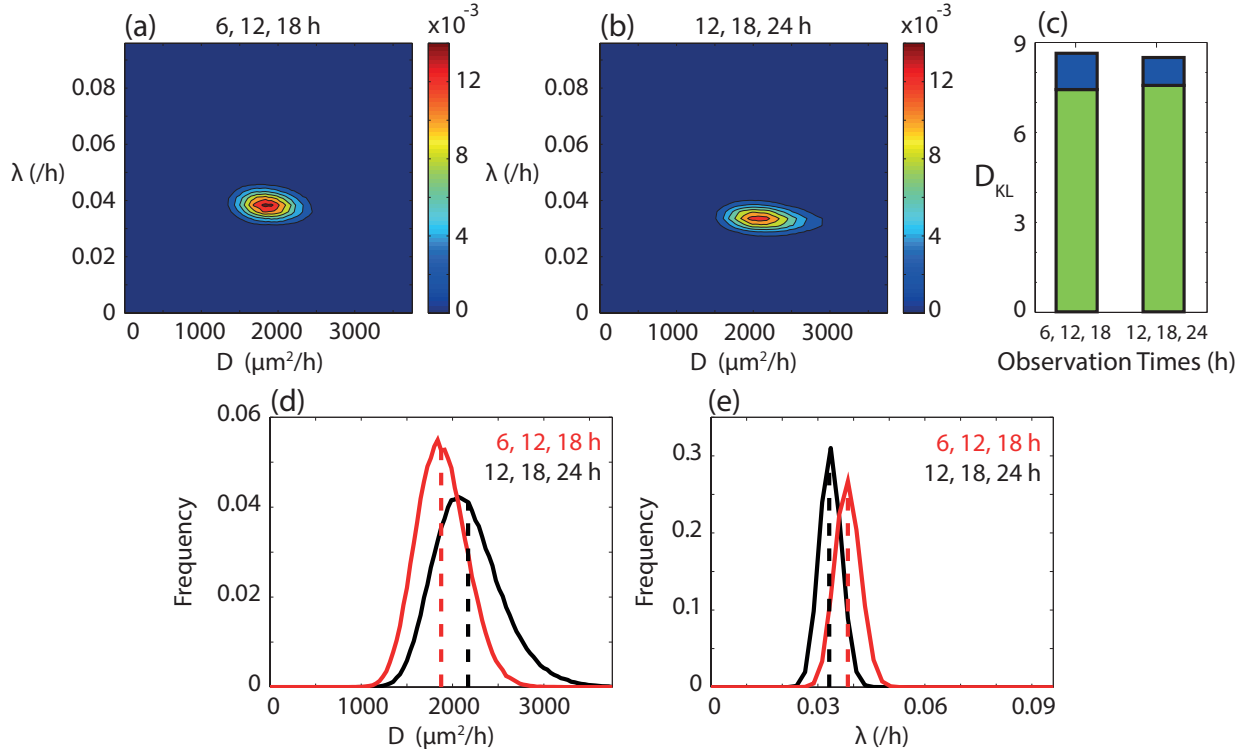 (a) 6, 12, 18 h
x10⁻³
λ (/h)
0.08
0.06
0.04
0.02
0
0 1000 2000 3000
D (μm²/h)
12
8
4
0
(b) 12, 18, 24 h
x10⁻³
λ (/h)
0.08
0.06
0.04
0.02
0
0 1000 2000 3000
D (μm²/h)
12
8
4
0
(c)
D_KL
9
6
3
0
6, 12, 18 12, 18, 24
Observation Times (h)
(d)
6, 12, 18 h
12, 18, 24 h
Frequency
0.06
0.04
0.02
0
0 1000 2000 3000
D (μm²/h)
(e)
6, 12, 18 h
12, 18, 24 h
Frequency
0.3
0.2
0.1
0
0 0.03 0.06 0.09
λ (/h)